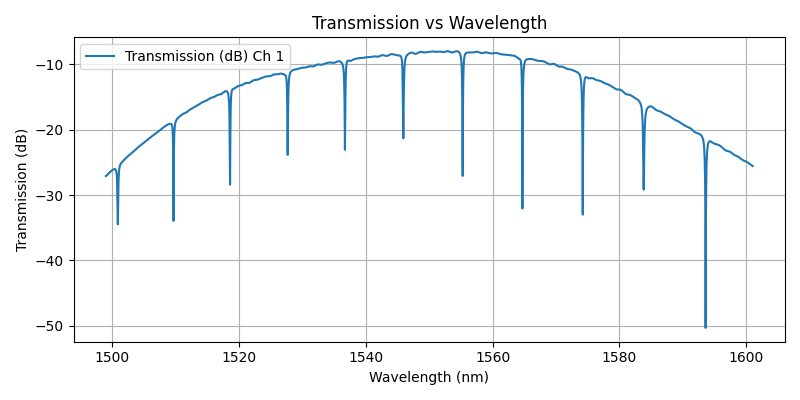 Transmission vs Wavelength
Transmission (dB) Ch 1
Transmission (dB)
−10
−20
−30
−40
−50
1500 1520 1540 1560 1580 1600
Wavelength (nm)